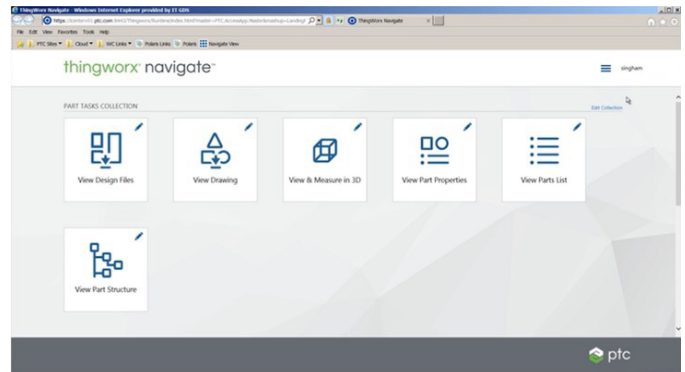 ThingWorx Navigate - Windows Internet Explorer provided by IT GDS
ThingWorx Navigate
File Edit View Favorites Tools Help
PTC Sites Cloud WC Links Polaris Links Polaris Navigate View
thingworx navigate
singham
PART TASKS COLLECTION
Edit Collection
View Design Files
View Drawing
View & Measure in 3D
View Part Properties
View Parts List
View Part Structure
ptc